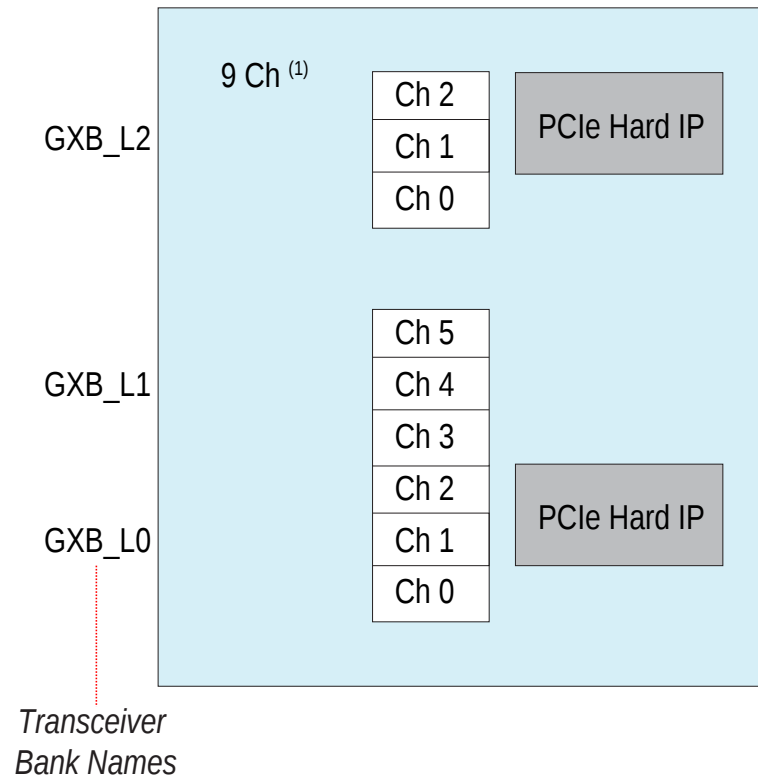 9 Ch (1)
GXB_L2
Ch 2
Ch 1
Ch 0
PCIe Hard IP
GXB_L1
Ch 5
Ch 4
Ch 3
GXB_L0
Ch 2
Ch 1
Ch 0
PCIe Hard IP
Transceiver
Bank Names